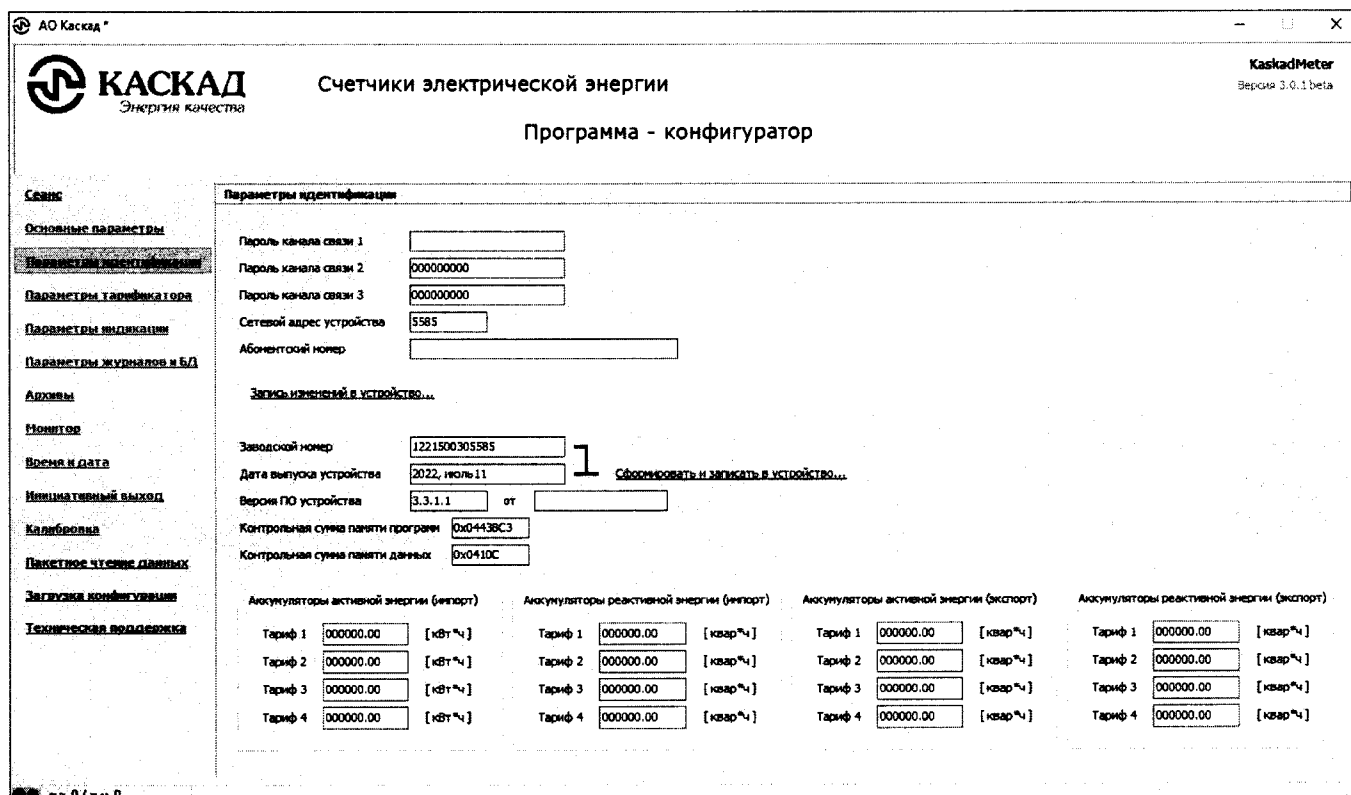 АО Каскад *
КАСКАД
Энергия качества
Счетчики электрической энергии
Программа - конфигуратор
KaskadMeter
Версия 3.0.1 beta
Сеанс
Основные параметры
Параметры идентификации
Параметры тарификатора
Параметры индикации
Параметры журналов и БД
Архивы
Монитор
Время и дата
Инициативный выход
Калибровка
Пакетное чтение данных
Загрузка конфигурации
Техническая поддержка
Параметры идентификации
Пароль канала связи 1
Пароль канала связи 2 000000000
Пароль канала связи 3 000000000
Сетевой адрес устройства 5585
Абонентский номер
Запись изменений в устройство...
Заводской номер 1221500305585
Дата выпуска устройства 2022, июль 11 Сформировать и записать в устройство...
Версия ПО устройства 3.3.1.1 от
Контрольная сумма памяти программ 0x0443BC3
Контрольная сумма памяти данных 0x0410C
Аккумуляторы активной энергии (импорт) Аккумуляторы реактивной энергии (импорт) Аккумуляторы активной энергии (экспорт) Аккумуляторы реактивной энергии (экспорт)
Тариф 1 000000.00 [кВт*ч] Тариф 1 000000.00 [квар*ч] Тариф 1 000000.00 [квар*ч] Тариф 1 000000.00 [квар*ч]
Тариф 2 000000.00 [кВт*ч] Тариф 2 000000.00 [квар*ч] Тариф 2 000000.00 [квар*ч] Тариф 2 000000.00 [квар*ч]
Тариф 3 000000.00 [кВт*ч] Тариф 3 000000.00 [квар*ч] Тариф 3 000000.00 [квар*ч] Тариф 3 000000.00 [квар*ч]
Тариф 4 000000.00 [кВт*ч] Тариф 4 000000.00 [квар*ч] Тариф 4 000000.00 [квар*ч] Тариф 4 000000.00 [квар*ч]